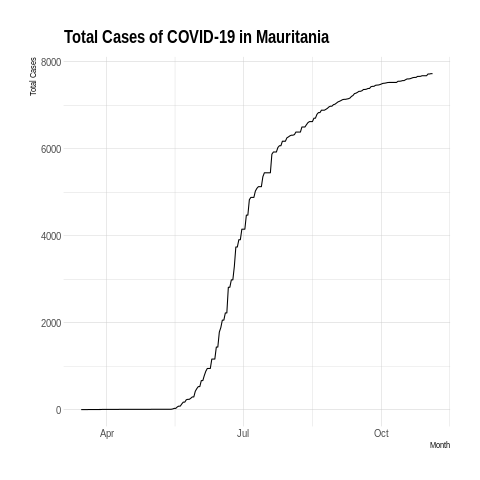 Total Cases of COVID-19 in Mauritania
Total Cases
8000
6000
4000
2000
0
Apr
Jul
Oct
Month